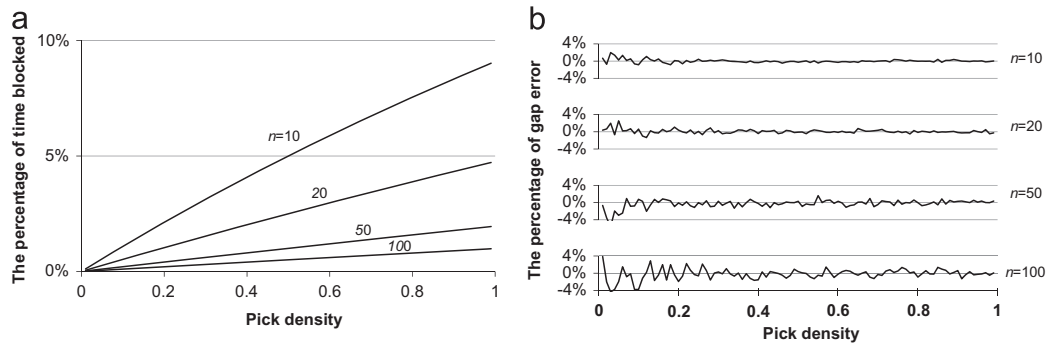 a
The percentage of time blocked
10%
5%
0%
n=10
20
50
100
0 0.2 0.4 0.6 0.8 1
Pick density
b
The percentage of gap error
4%
0%
-4%
n=10
4%
0%
-4%
n=20
4%
0%
-4%
n=50
4%
0%
-4%
n=100
0 0.2 0.4 0.6 0.8 1
Pick density